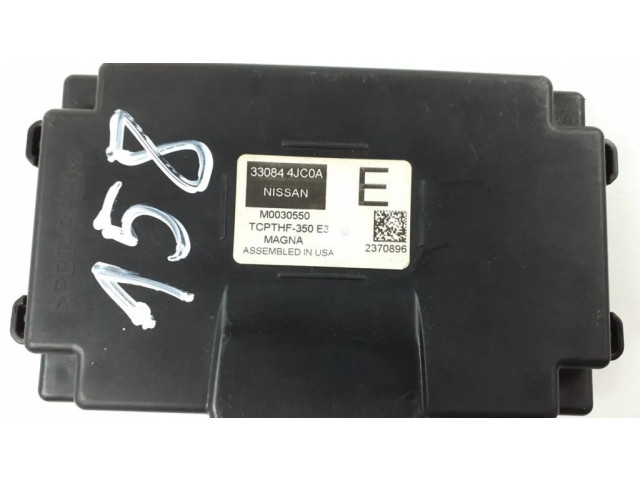 158
33084 4JC0A
E
NISSAN
M0030550
TCPTHF-350 E3
MAGNA
ASSEMBLED IN USA
2370896